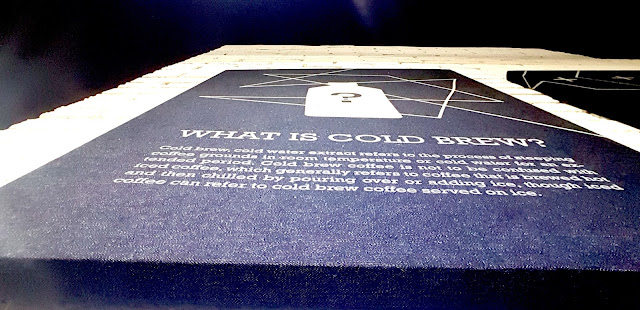 ?
WHAT IS COLD BREW?
Cold brew, cold water extract refers to the process of steeping
coffee grounds in room temperature or cold water for an ex-
tended period. Cold brew coffee is not to be confused with
iced coffee, which generally refers to coffee that is brewed hot
and then chilled by pouring over or adding ice, though iced
coffee can refer to cold brew coffee served on ice.